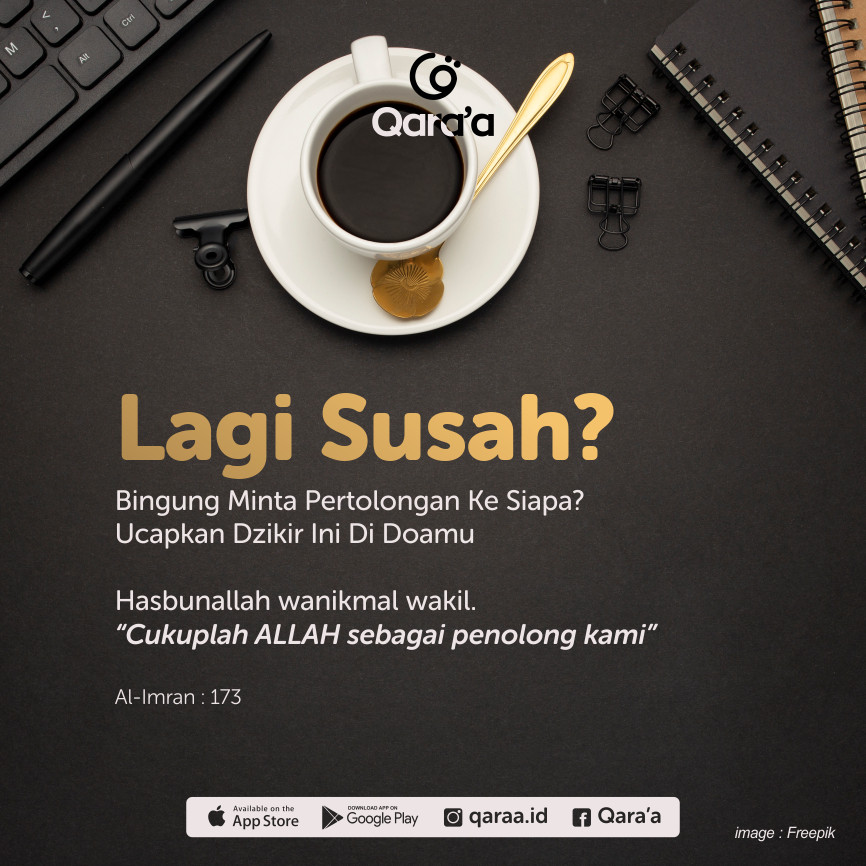 M
< ,
Alt
Ctrl
Qara'a
Lagi Susah?
Bingung Minta Pertolongan Ke Siapa?
Ucapkan Dzikir Ini Di Doamu
Hasbunallah wanikmal wakil.
“Cukuplah ALLAH sebagai penolong kami”
Al-Imran : 173
Available on the
App Store
DOWNLOAD APP ON
Google Play
qaraa.id
Qara'a
image : Freepik